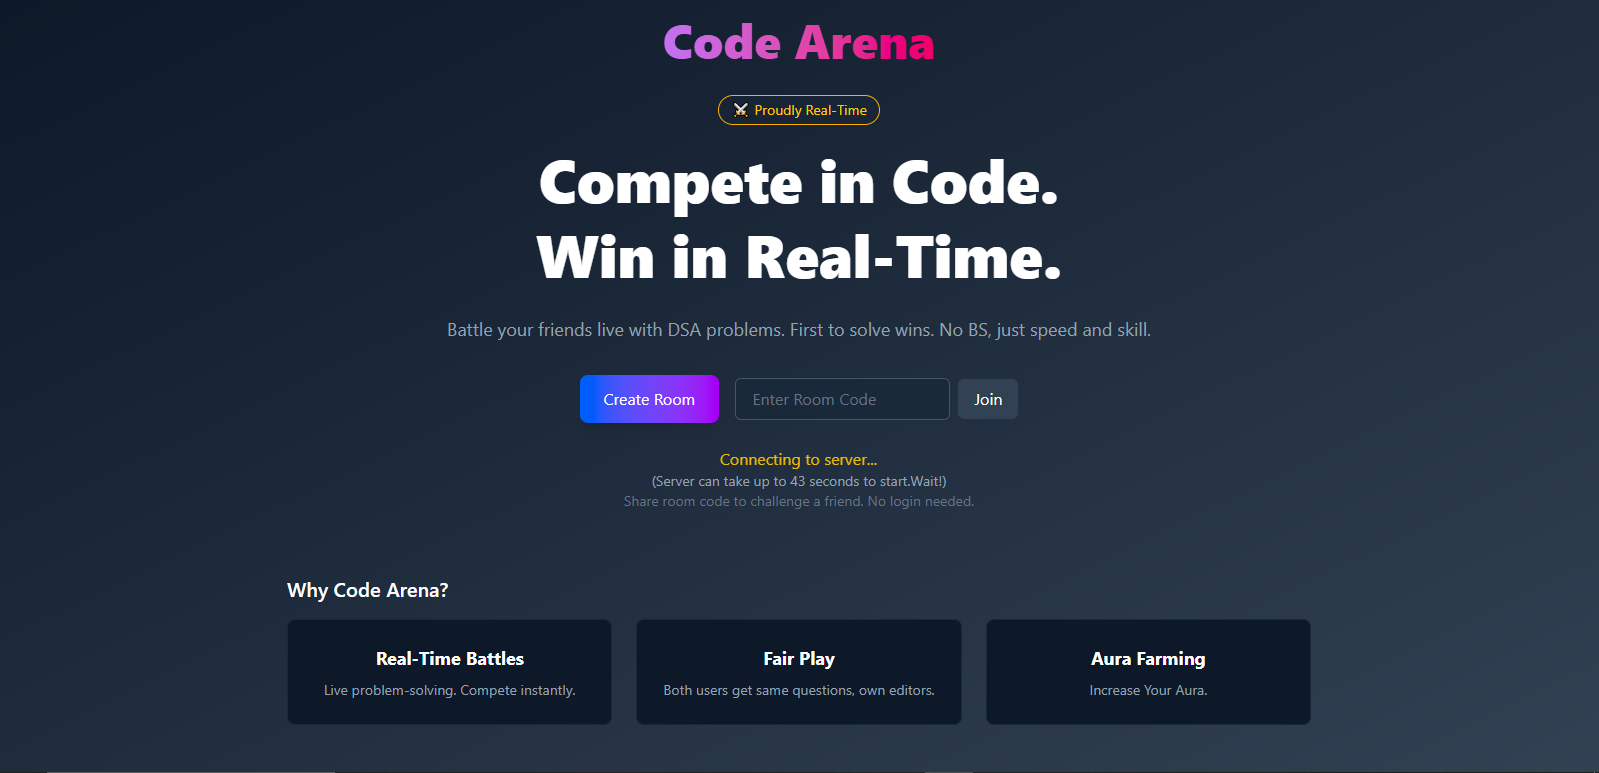 Code Arena
⚔ Proudly Real-Time
Compete in Code.
Win in Real-Time.
Battle your friends live with DSA problems. First to solve wins. No BS, just speed and skill.
Create Room
Enter Room Code
Join
Connecting to server...
(Server can take up to 43 seconds to start.Wait!)
Share room code to challenge a friend. No login needed.
Why Code Arena?
Real-Time Battles
Live problem-solving. Compete instantly.
Fair Play
Both users get same questions, own editors.
Aura Farming
Increase Your Aura.